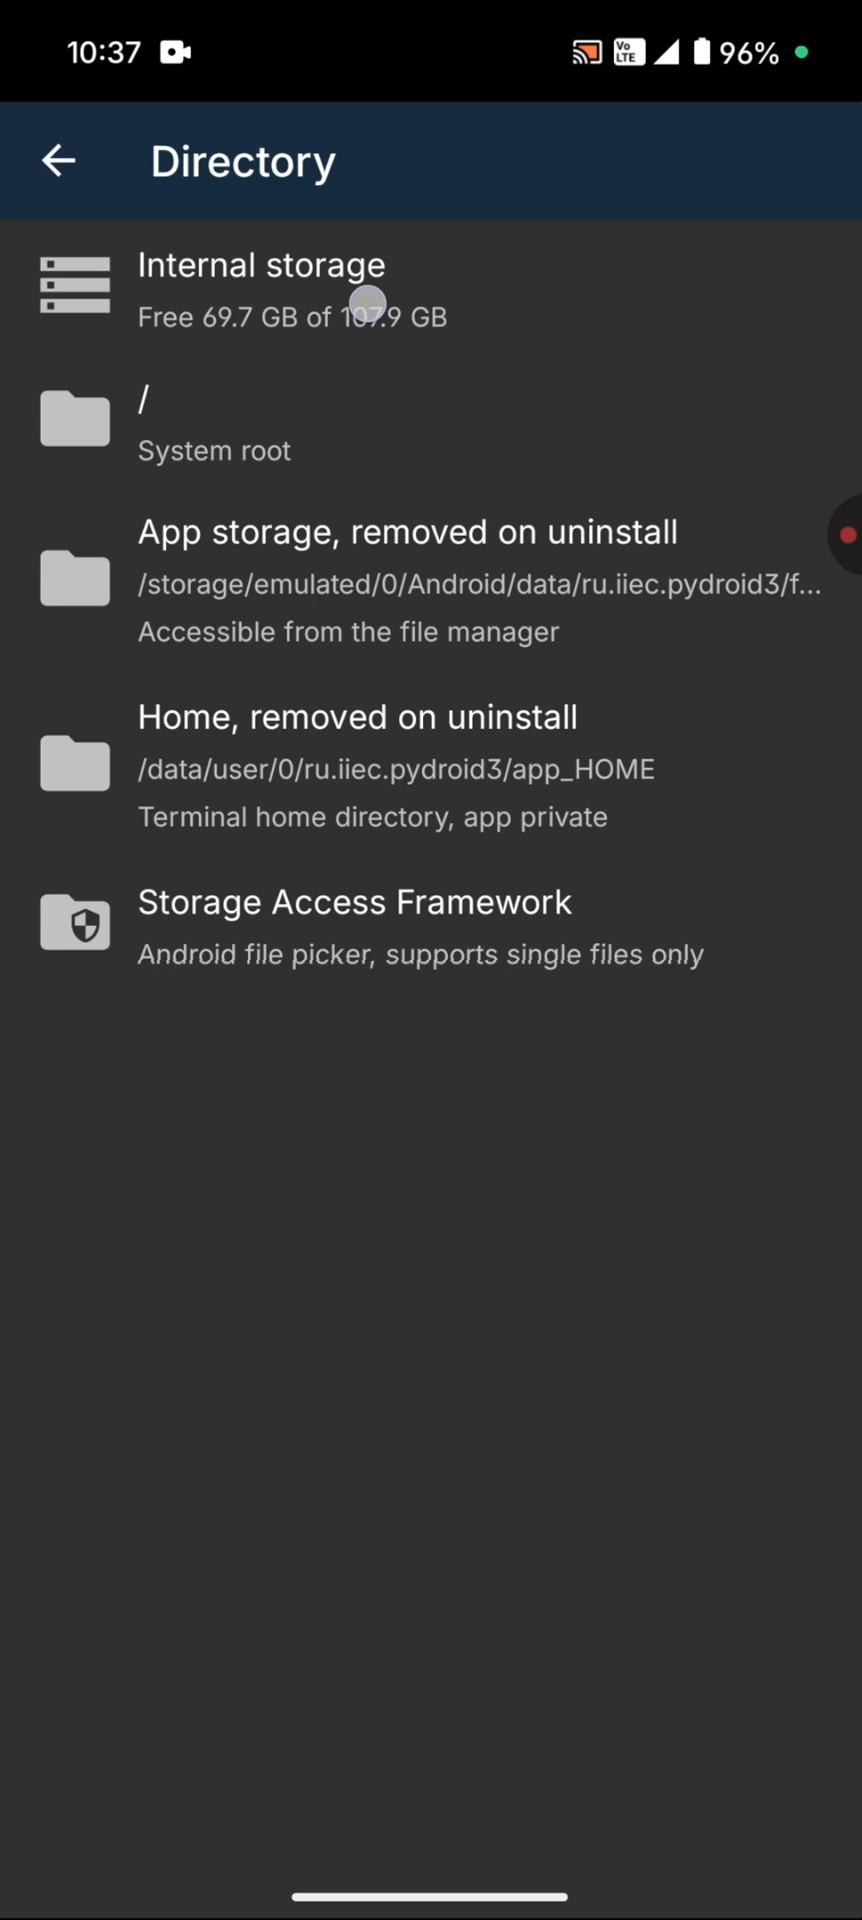 10:37 Vo LTE 96%
Directory
Internal storage
Free 69.7 GB of 107.9 GB
/
System root
App storage, removed on uninstall
/storage/emulated/0/Android/data/ru.iiec.pydroid3/f...
Accessible from the file manager
Home, removed on uninstall
/data/user/0/ru.iiec.pydroid3/app_HOME
Terminal home directory, app private
Storage Access Framework
Android file picker, supports single files only